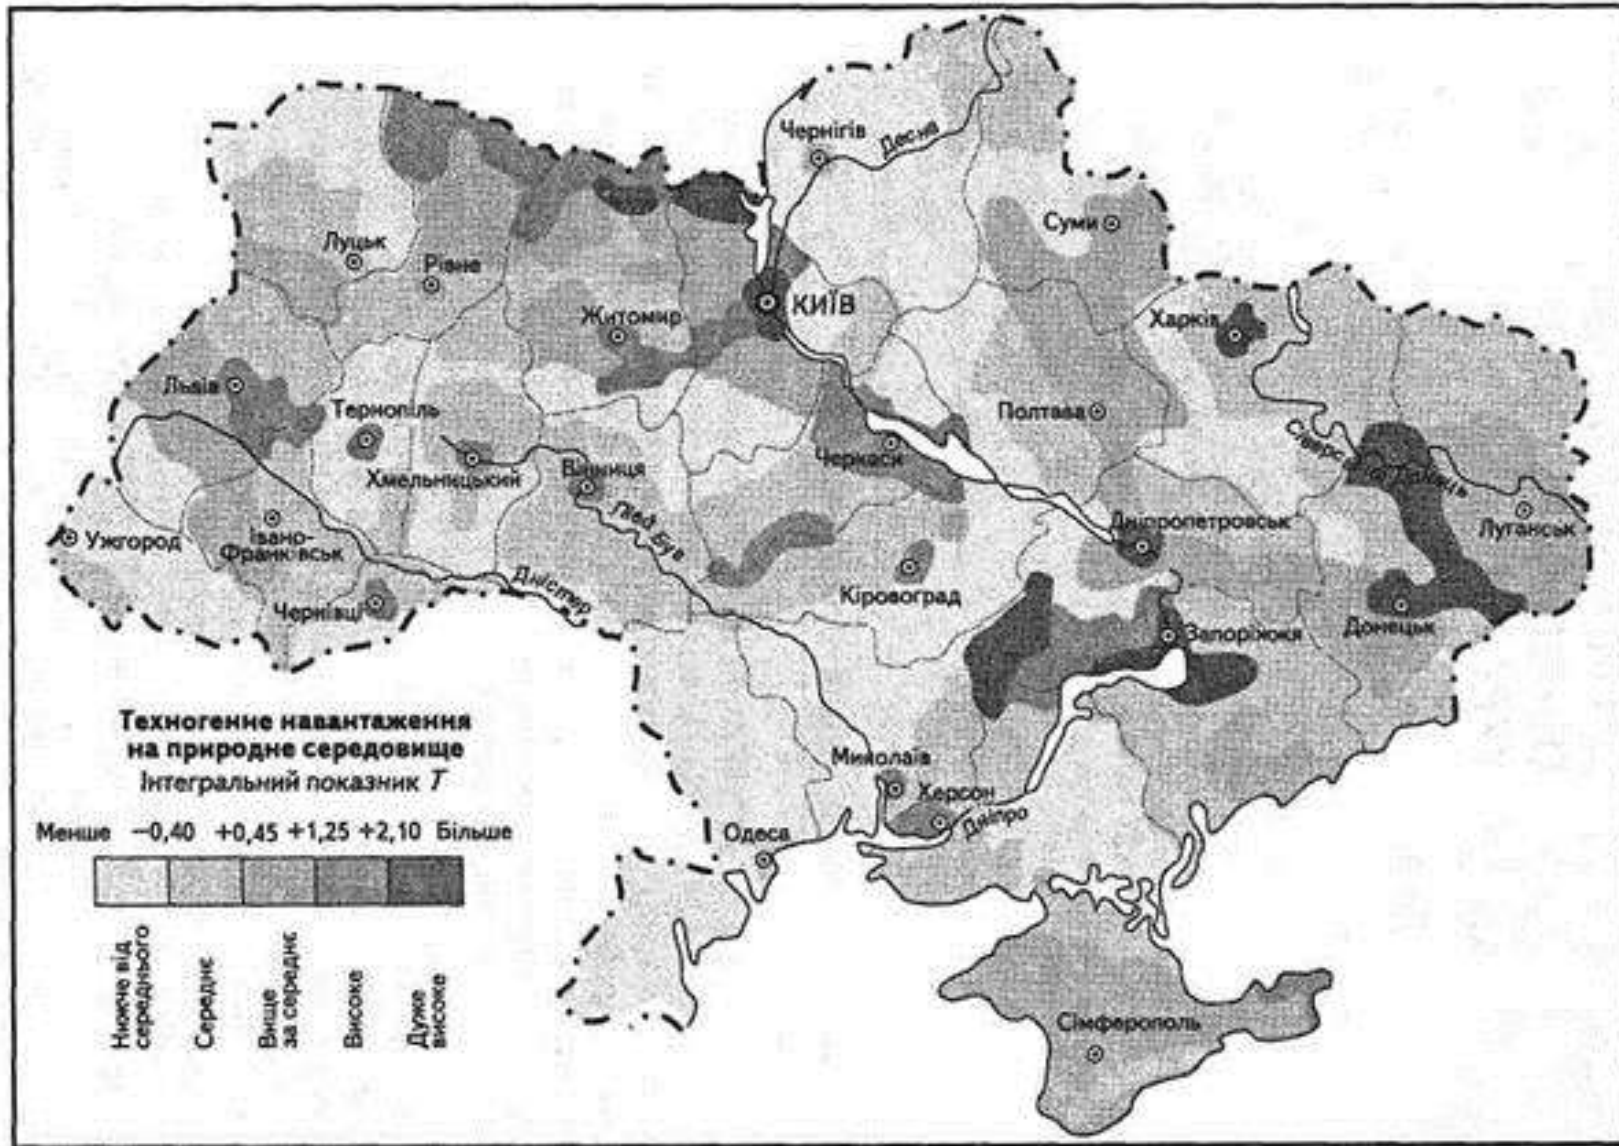 Чернігів
Десна
Суми
Луцьк
Рівне
КИЇВ
Житомир
Харків
Львів
Тернопіль
Полтава
Хмельницький
Вінниця
Черкаси
Сіверс. Донець
Ужгород
Івано-
Франківськ
Півд. Буг
Дніпропетровськ
Луганськ
Чернівці
Дністер
Кіровоград
Запоріжжя
Донецьк
Техногенне навантаження
на природне середовище
Інтегральний показник T
Менше −0,40 +0,45 +1,25 +2,10 Більше
Нижче від
середнього
Середнє
Вище
за середнє
Високе
Дуже
високе
Миколаїв
Херсон
Дніпро
Одеса
Сімферополь